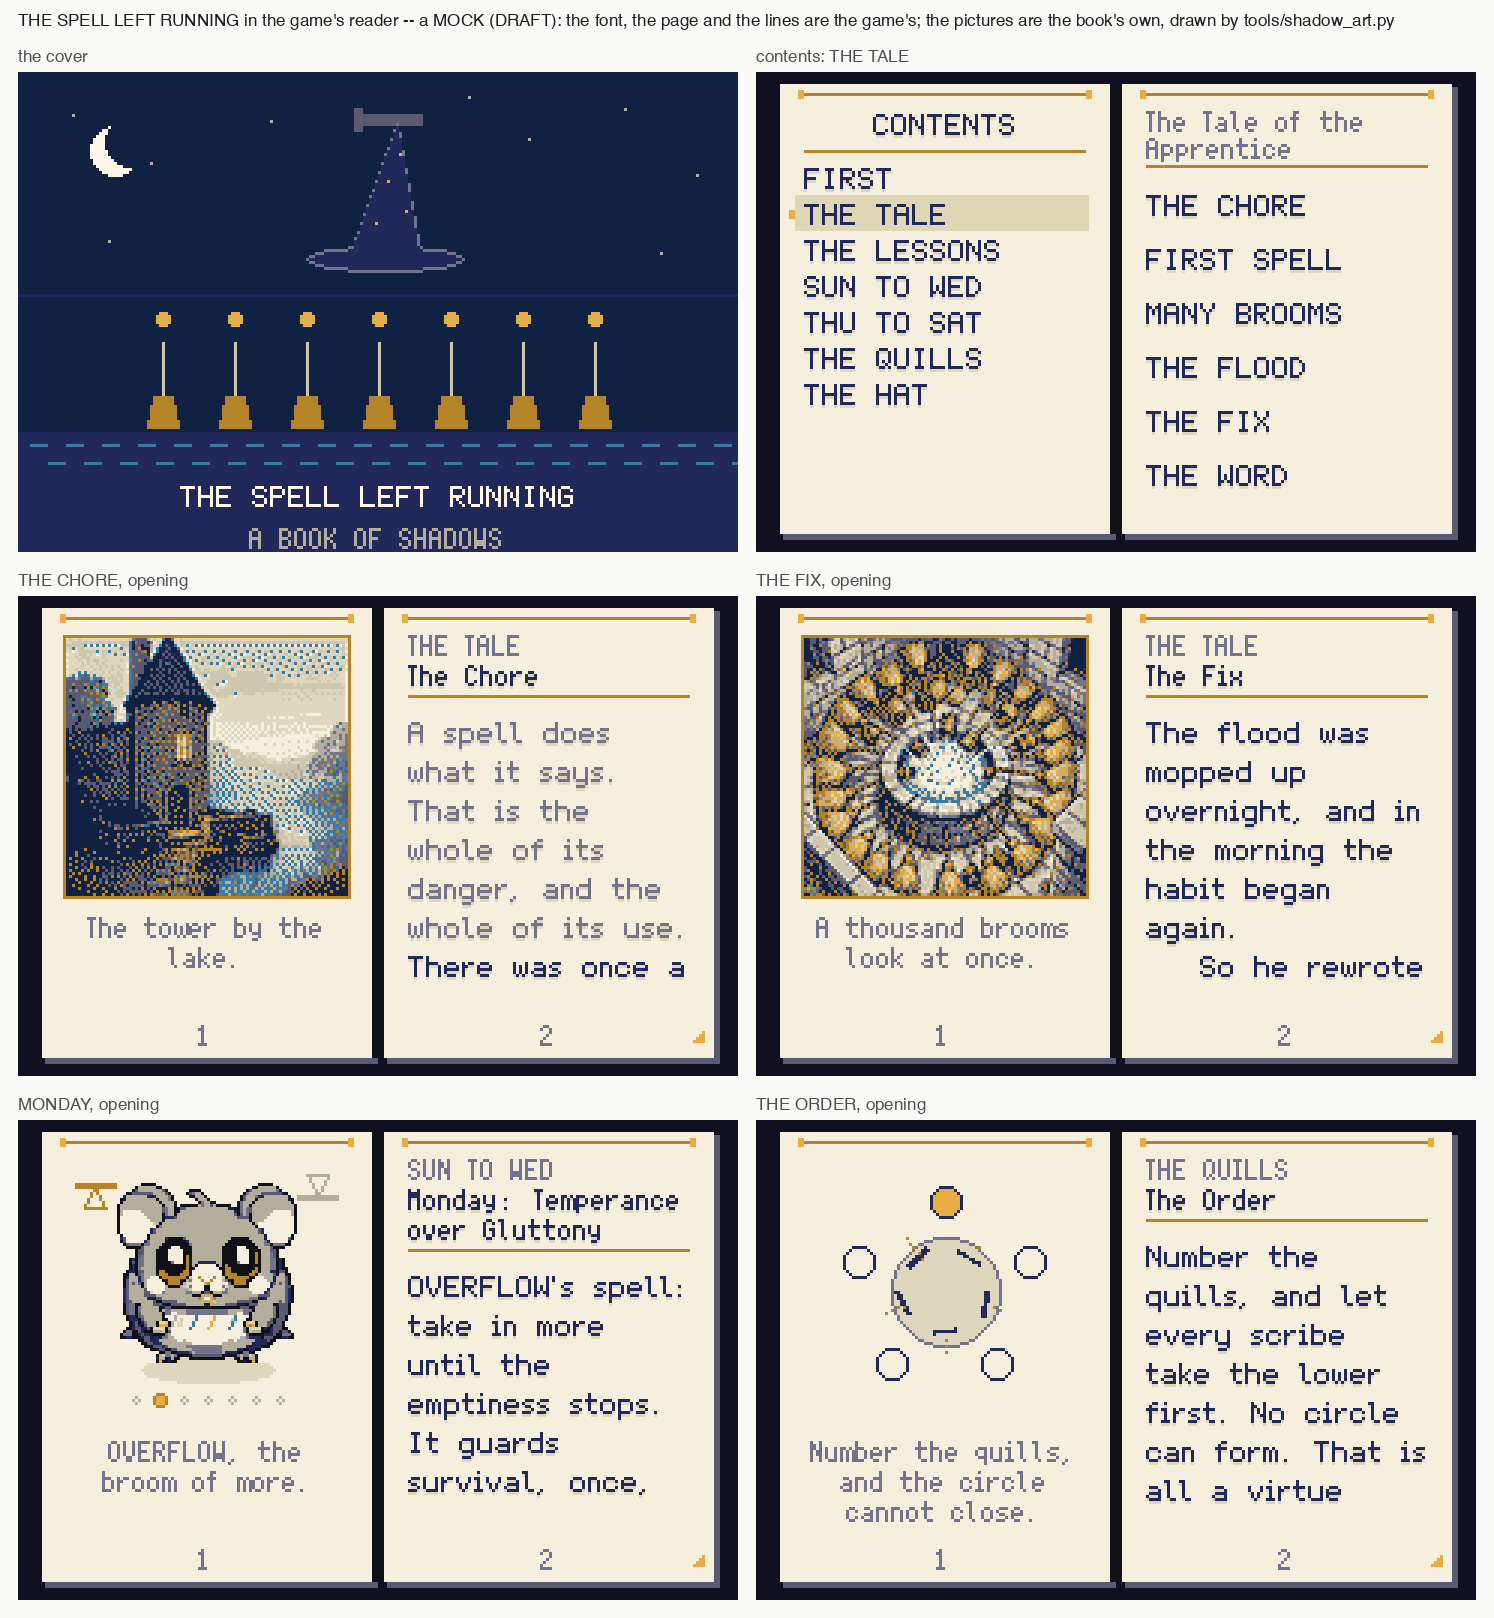 THE SPELL LEFT RUNNING in the game's reader -- a MOCK (DRAFT): the font, the page and the lines are the game's; the pictures are the book's own, drawn by tools/shadow_art.py
the cover
THE SPELL LEFT RUNNING
A BOOK OF SHADOWS
contents: THE TALE
CONTENTS
FIRST
THE TALE
THE LESSONS
SUN TO WED
THU TO SAT
THE QUILLS
THE HAT
The Tale of the
Apprentice
THE CHORE
FIRST SPELL
MANY BROOMS
THE FLOOD
THE FIX
THE WORD
THE CHORE, opening
The tower by the
lake.
1
THE TALE
The Chore
A spell does
what it says.
That is the
whole of its
danger, and the
whole of its use.
There was once a
2
THE FIX, opening
A thousand brooms
look at once.
1
THE TALE
The Fix
The flood was
mopped up
overnight, and in
the morning the
habit began
again.
So he rewrote
2
MONDAY, opening
OVERFLOW, the
broom of more.
1
SUN TO WED
Monday: Temperance
over Gluttony
OVERFLOW's spell:
take in more
until the
emptiness stops.
It guards
survival, once,
2
THE ORDER, opening
Number the quills,
and the circle
cannot close.
1
THE QUILLS
The Order
Number the
quills, and let
every scribe
take the lower
first. No circle
can form. That is
all a virtue
2